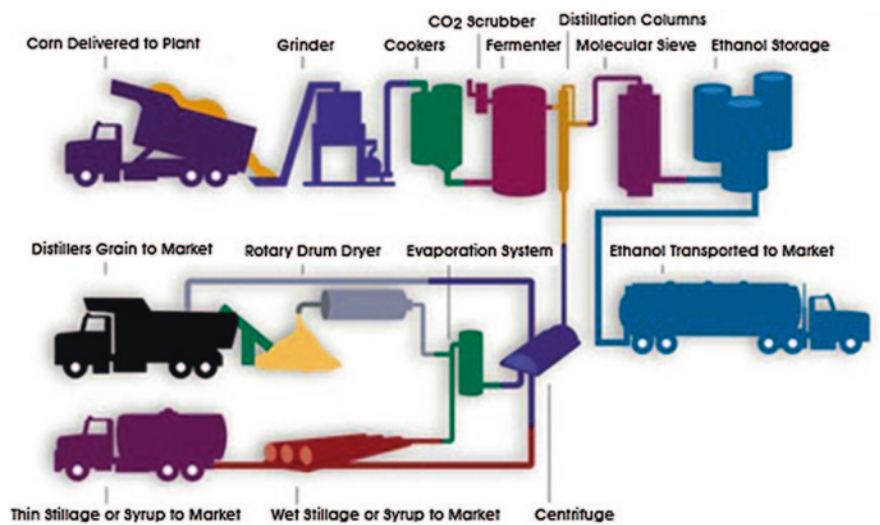 CO2 Scrubber
Distillation Columns
Corn Delivered to Plant
Grinder
Cookers
Fermenter
Molecular Sieve
Ethanol Storage
Distillers Grain to Market
Rotary Drum Dryer
Evaporation System
Ethanol Transported to Market
Thin Stillage or Syrup to Market
Wet Stillage or Syrup to Market
Centrifuge